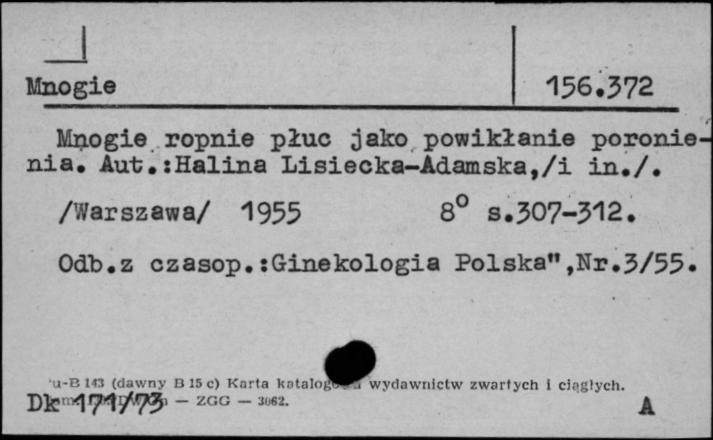 Mnogie 156.372
Mnogie ropnie płuc jako powikłanie poronie-
nia. Aut.:Halina Lisiecka-Adamska,/i in./.
/Warszawa/ 1955 8° s.307-312.
Odb.z czasop.:Ginekologia Polska",Nr.3/55.
u-B 143 (dawny B 15 c) Karta wydawnictw zwartych i ciągłych.
Dk 171/73 — ZGG — 3062. A